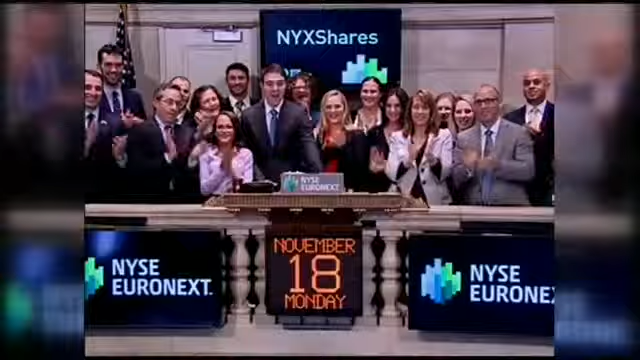 NYXShares
NYSE
EURONEXT
NYSE
EURONEXT.
NOVEMBER
18
MONDAY
NYSE
EURONEX